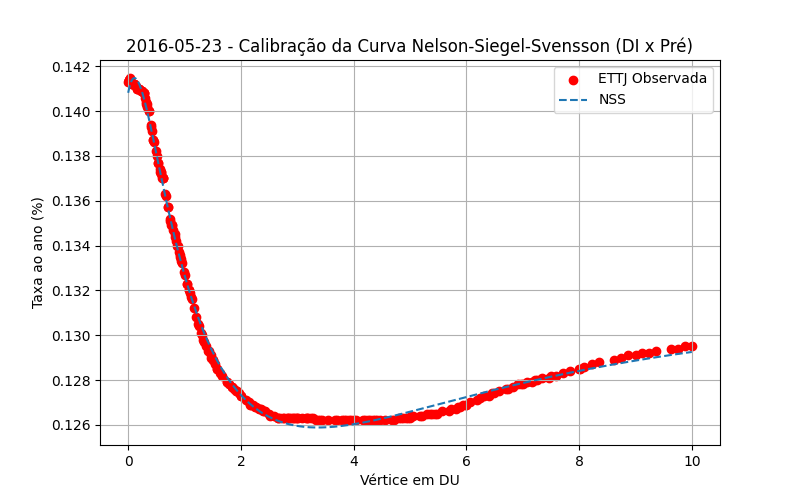 2016-05-23 - Calibração da Curva Nelson-Siegel-Svensson (DI x Pré)
ETTJ Observada
NSS
Taxa ao ano (%)
0.142
0.140
0.138
0.136
0.134
0.132
0.130
0.128
0.126
0 2 4 6 8 10
Vértice em DU